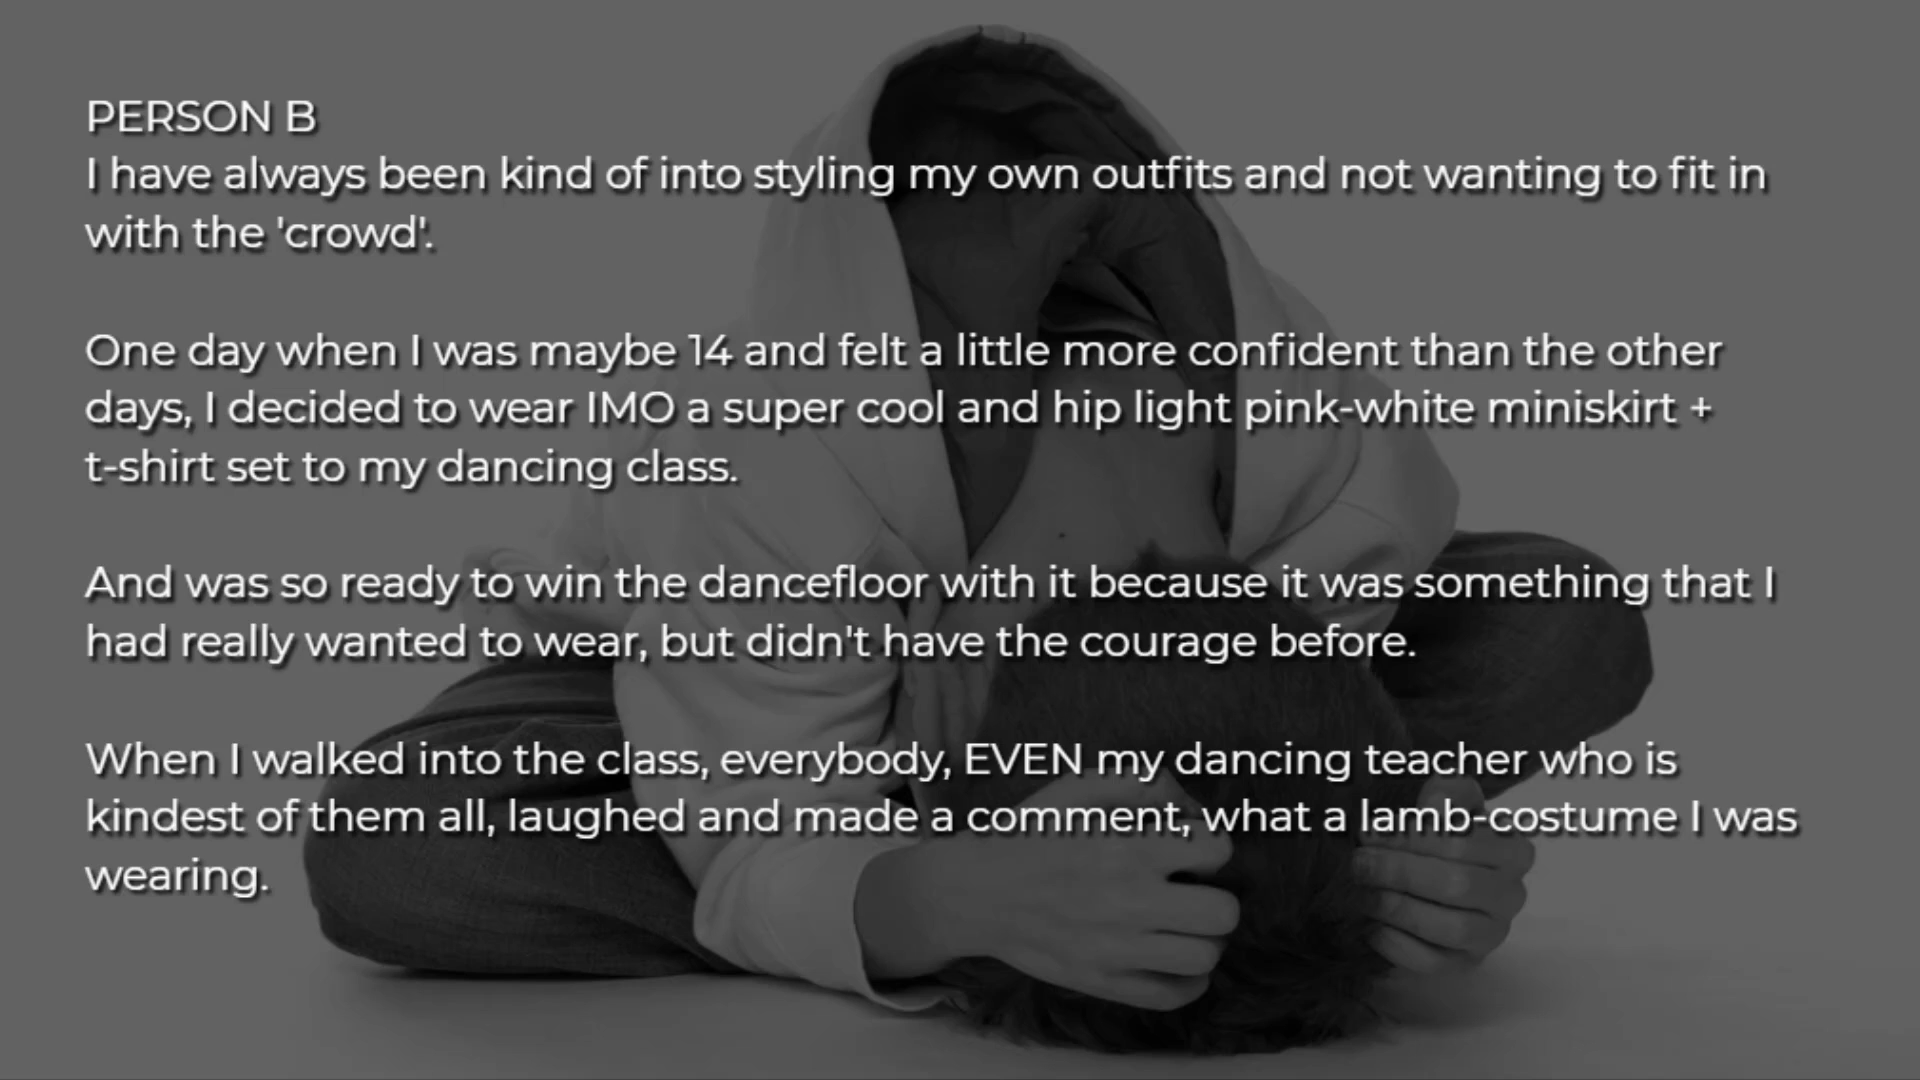 PERSON B
I have always been kind of into styling my own outfits and not wanting to fit in
with the 'crowd'.
One day when I was maybe 14 and felt a little more confident than the other
days, I decided to wear IMO a super cool and hip light pink-white miniskirt +
t-shirt set to my dancing class.
And was so ready to win the dancefloor with it because it was something that I
had really wanted to wear, but didn't have the courage before.
When I walked into the class, everybody, EVEN my dancing teacher who is
kindest of them all, laughed and made a comment, what a lamb-costume I was
wearing.